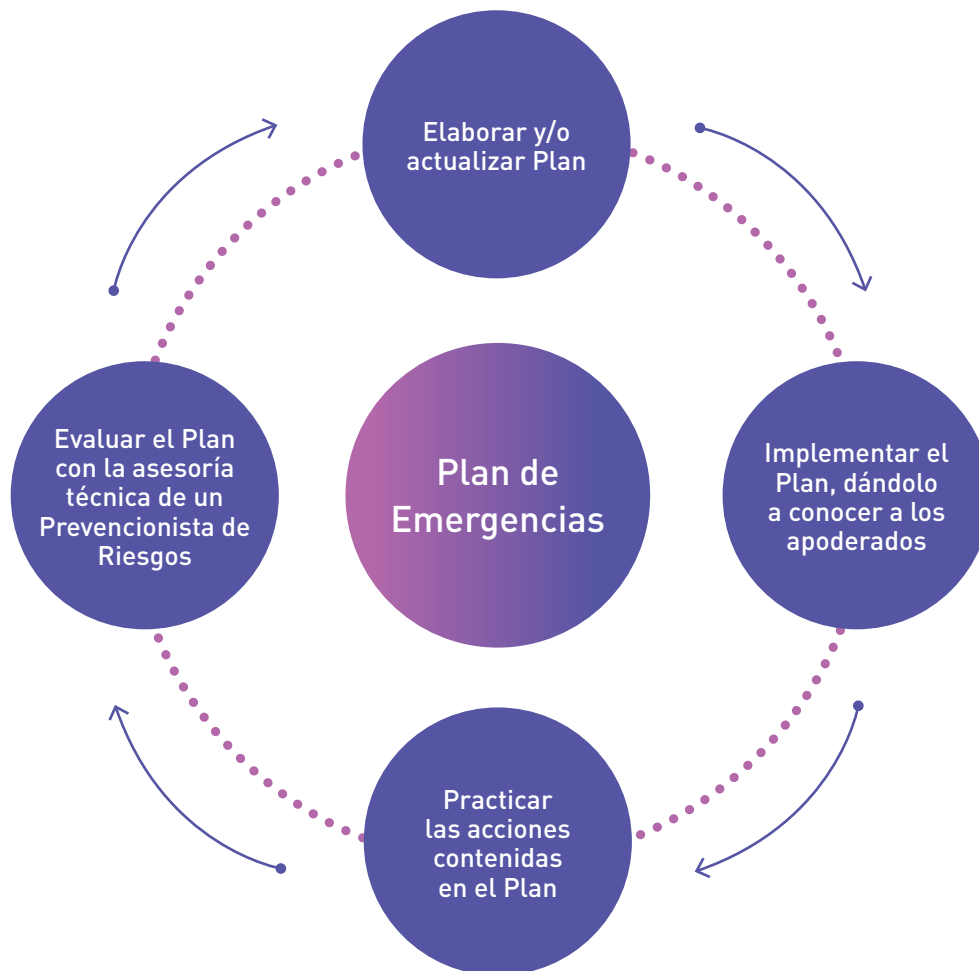 Elaborar y/o
actualizar Plan
Evaluar el Plan
con la asesoría
técnica de un
Prevencionista de
Riesgos
Plan de
Emergencias
Implementar el
Plan, dándolo
a conocer a los
apoderados
Practicar
las acciones
contenidas
en el Plan